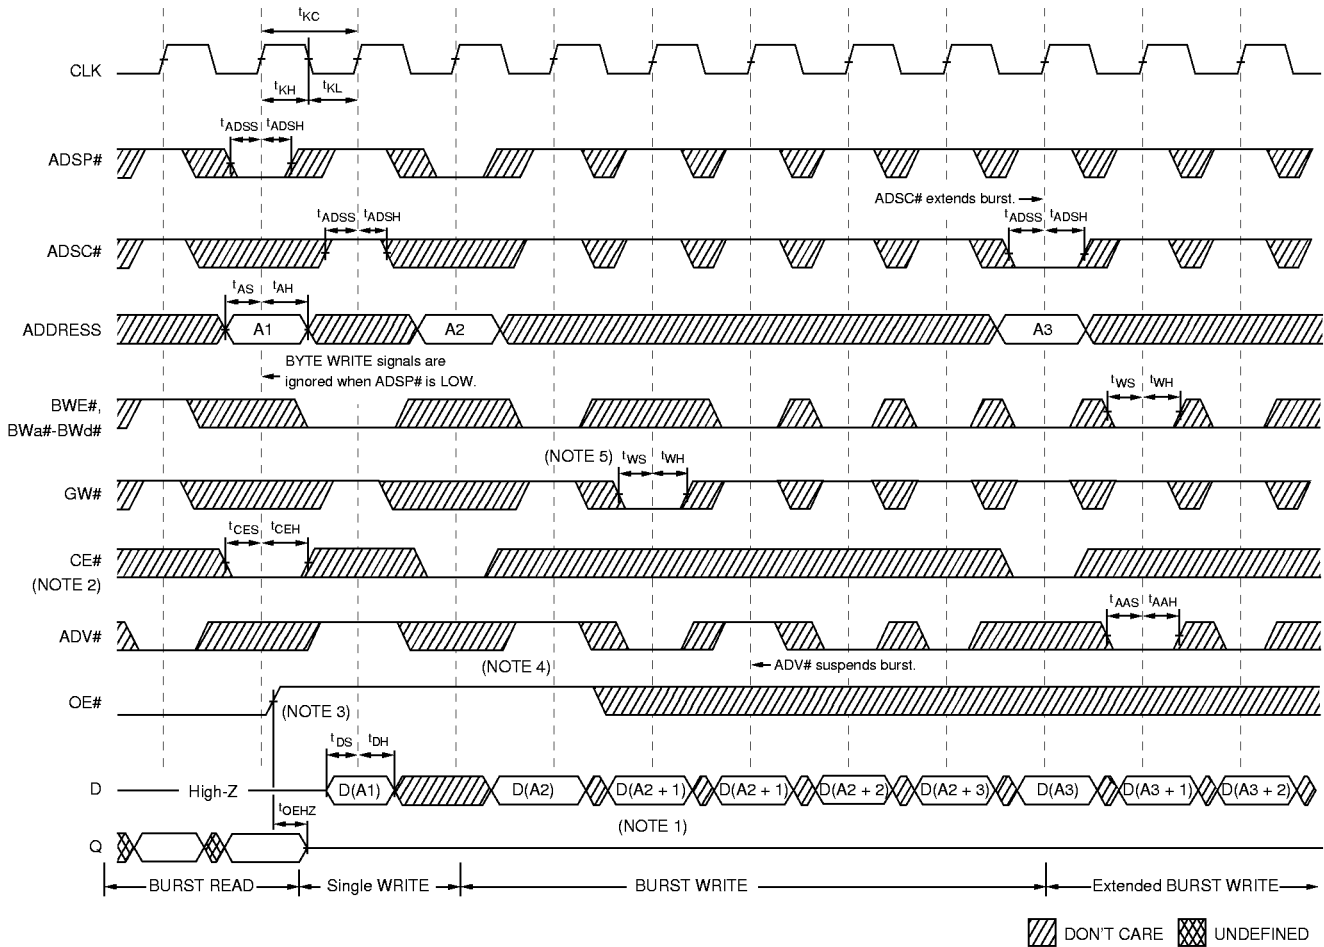 tKC
CLK
tKH tKL
tADSS tADSH
ADSP#
ADSC# extends burst.
tADSS tADSH tADSS tADSH
ADSC#
tAS tAH
ADDRESS A1 A2 A3
BYTE WRITE signals are
ignored when ADSP# is LOW.
BWE#,
BWa#-BWd#
tWS tWH
(NOTE 5) tWS tWH
GW#
tCES tCEH
CE#
(NOTE 2)
tAAS tAAH
ADV#
(NOTE 4) ADV# suspends burst.
OE#
(NOTE 3)
tDS tDH
D High-Z D(A1) D(A2) D(A2 + 1) D(A2 + 1) D(A2 + 2) D(A2 + 3) D(A3) D(A3 + 1) D(A3 + 2)
tOEHZ
(NOTE 1)
Q
BURST READ Single WRITE BURST WRITE Extended BURST WRITE
DON'T CARE UNDEFINED